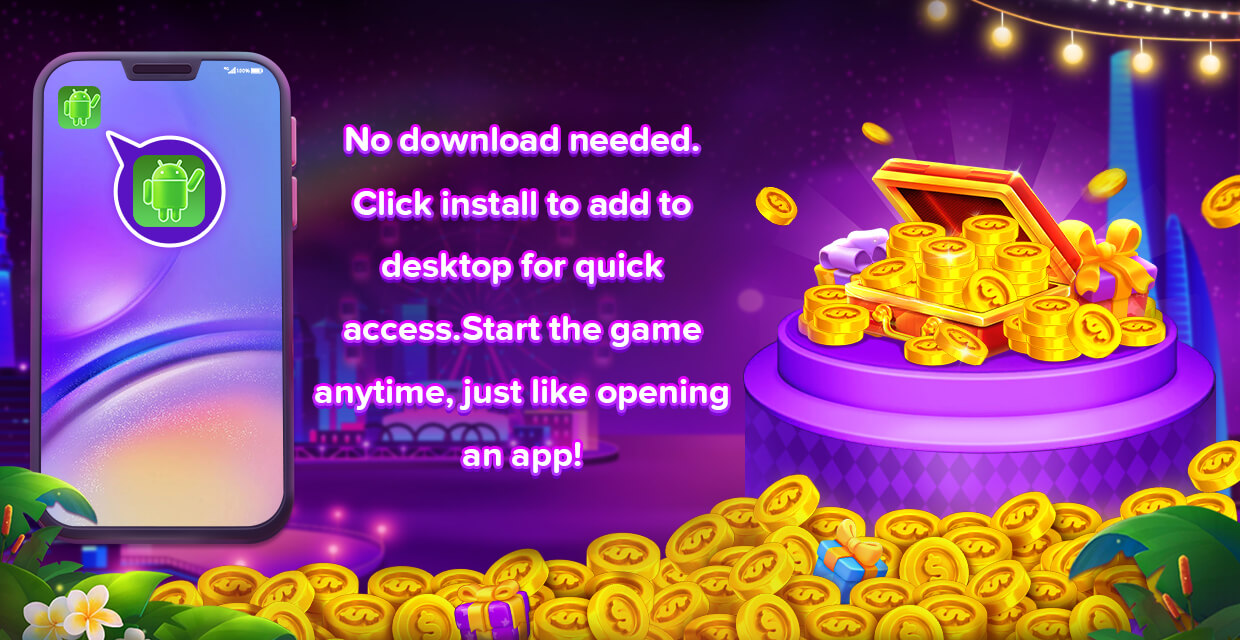 100%
No download needed.
Click install to add to
desktop for quick
access.Start the game
anytime, just like opening
an app!